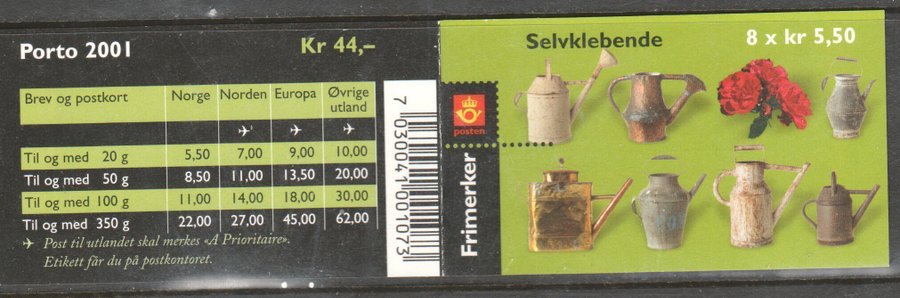 Porto 2001 Kr 44,–
Brev og postkort Norge Norden Europa Øvrige utland
Til og med 20 g 5,50 7,00 9,00 10,00
Til og med 50 g 8,50 11,00 13,50 20,00
Til og med 100 g 11,00 14,00 18,00 30,00
Til og med 350 g 22,00 27,00 45,00 62,00
Post til utlandet skal merkes «A Prioritaire».
Etikett får du på postkontoret.
7 030041 001073
Selvklebende 8 x kr 5,50
posten
Frimerker